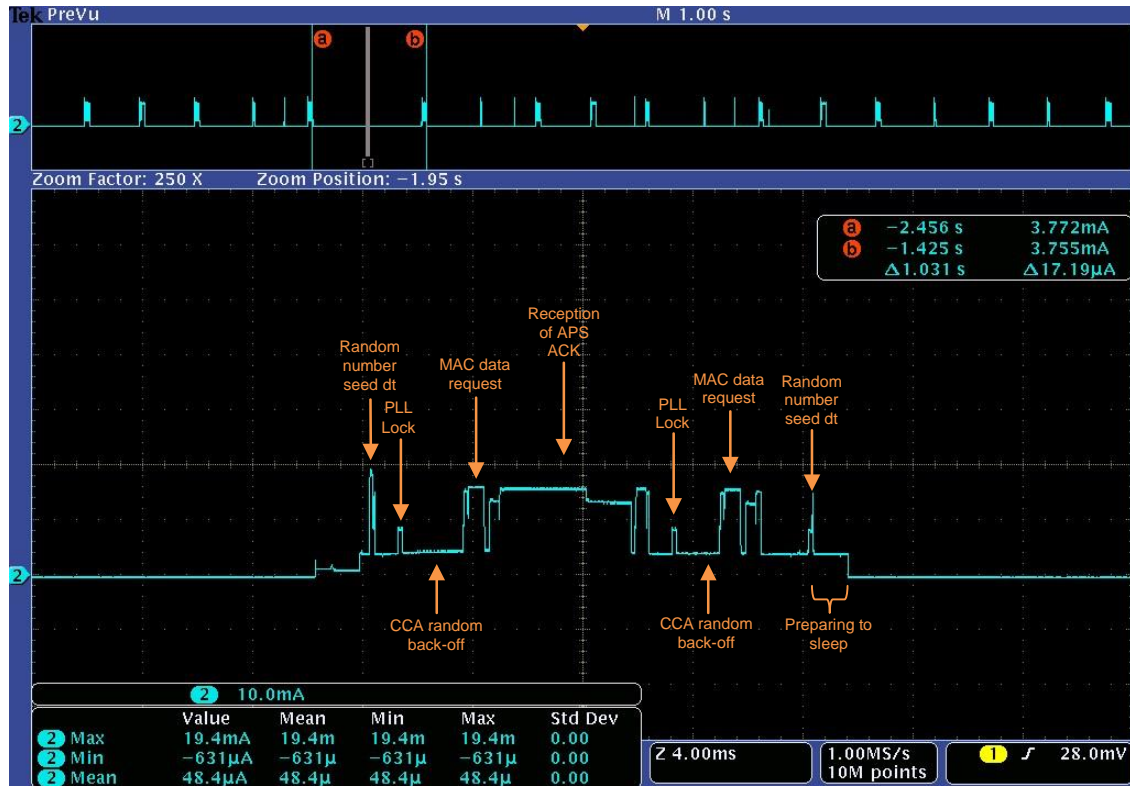 Tek PreVu M 1.00 s
a b
2
Zoom Factor: 250 X Zoom Position: −1.95 s
a −2.456 s 3.772mA
b −1.425 s 3.755mA
Δ1.031 s Δ17.19µA
Reception
of APS
ACK
Random
number
seed dt
MAC data
request
PLL
Lock
MAC data
request
Random
number
seed dt
PLL
Lock
2
CCA random
back-off
CCA random
back-off
Preparing to
sleep
2 10.0mA
Value Mean Min Max Std Dev
2 Max 19.4mA 19.4m 19.4m 19.4m 0.00
2 Min −631µA −631µ −631µ −631µ 0.00
2 Mean 48.4µA 48.4µ 48.4µ 48.4µ 0.00
Z 4.00ms
1.00MS/s
10M points
1 28.0mV